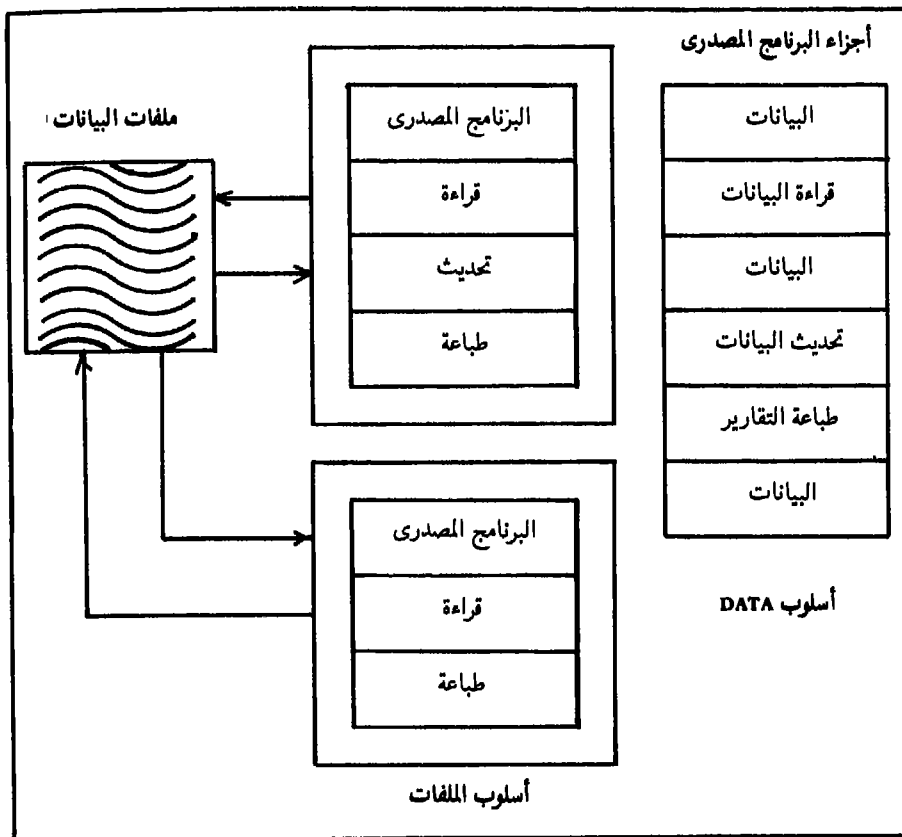 أجزاء البرنامج المصدرى
البيانات
قراءة البيانات
البيانات
تحديث البيانات
طباعة التقارير
البيانات
أسلوب DATA
البرنامج المصدرى
قراءة
تحديث
طباعة
ملفات البيانات
البرنامج المصدرى
قراءة
طباعة
أسلوب الملفات